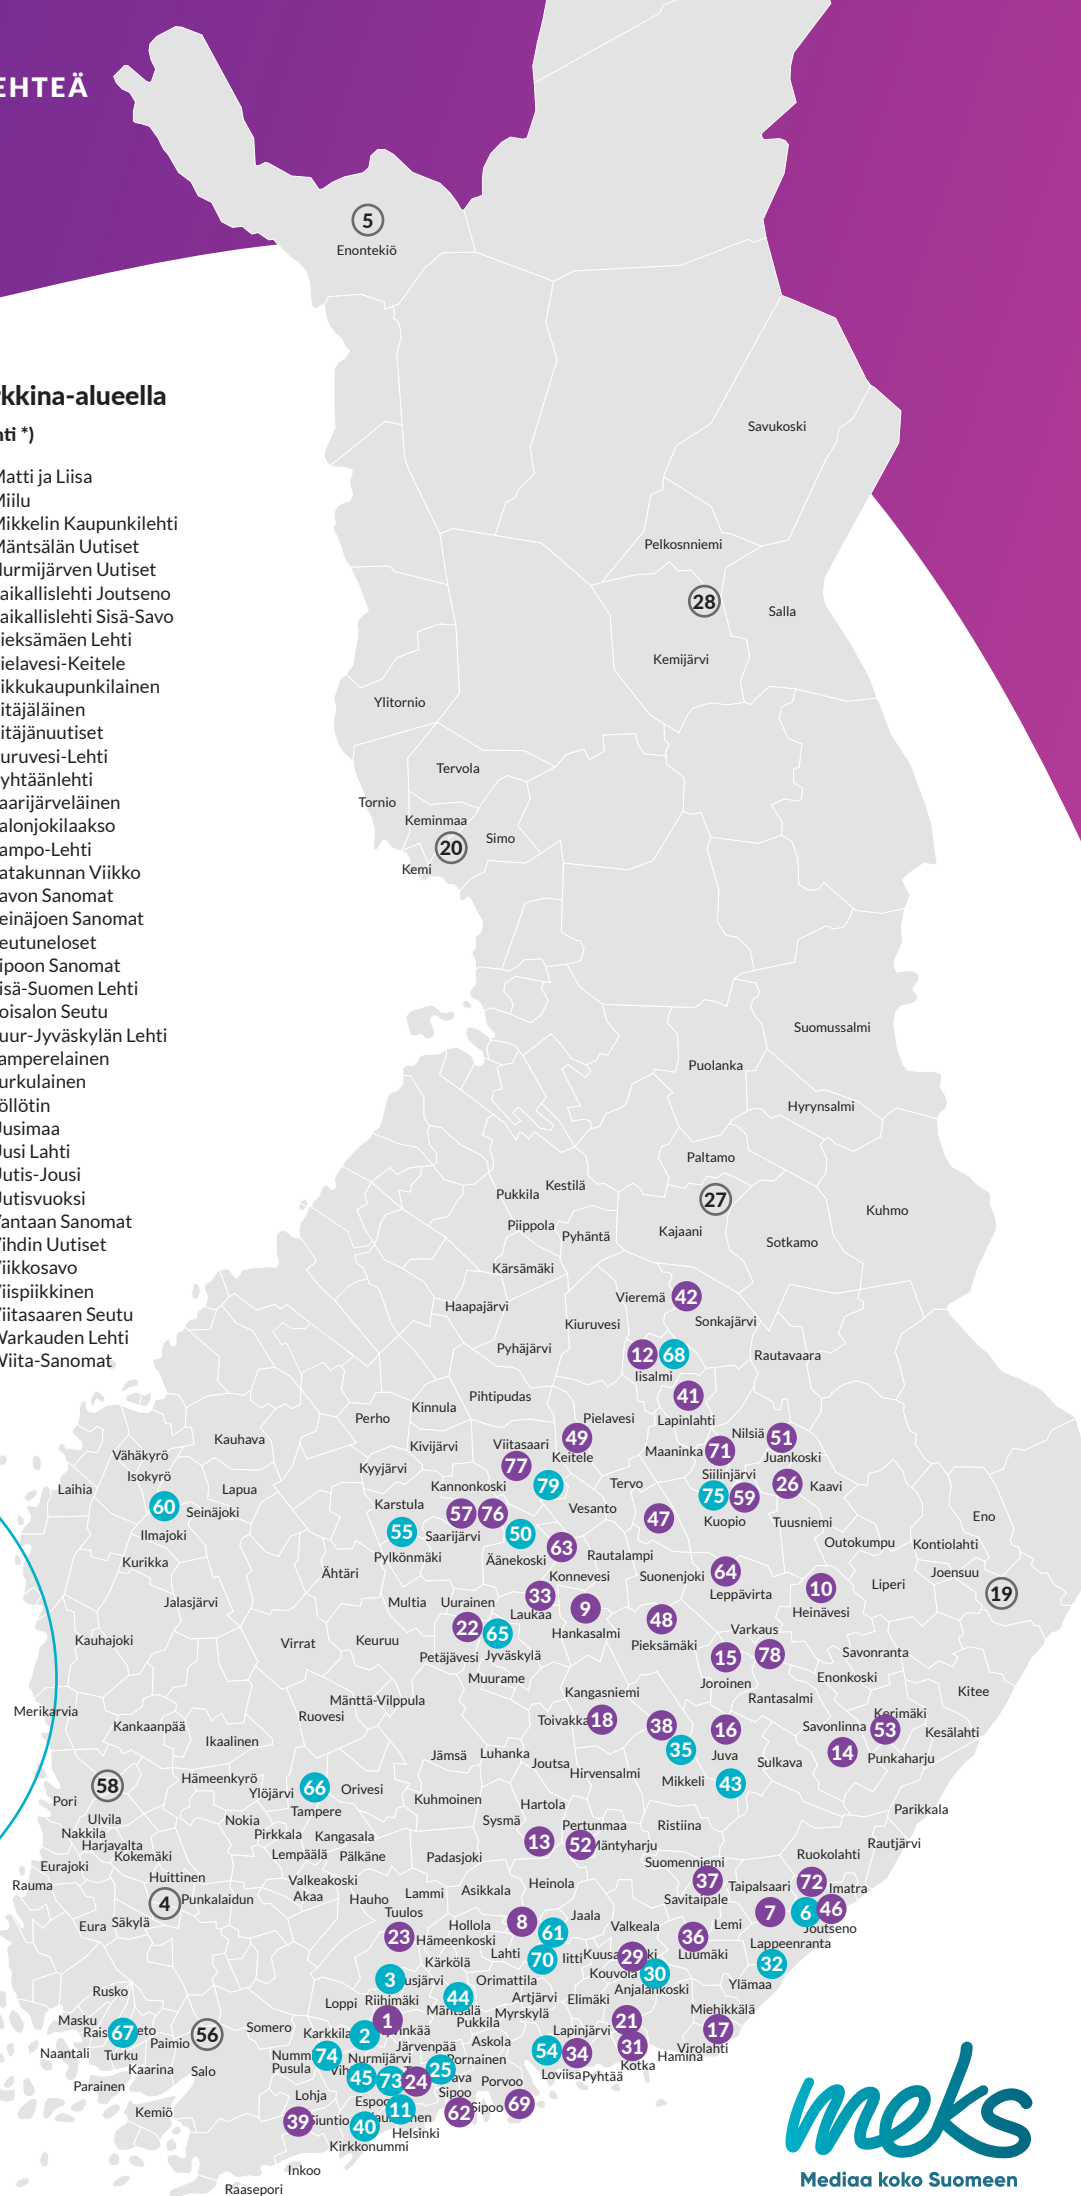 EHTEÄ
rkkina-alueella
hti *)
Matti ja Liisa
Miilu
Mikkelin Kaupunkilehti
Mäntsälän Uutiset
Nurmijärven Uutiset
aikallislehti Joutseno
aikallislehti Sisä-Savo
ieksämäen Lehti
ielavesi-Keitele
ikkukaupunkilainen
itäjäläinen
itäjänuutiset
uruvesi-Lehti
yhtäänlehti
aarijärveläinen
alonjokilaakso
ampo-Lehti
atakunnan Viikko
avon Sanomat
einäjoen Sanomat
eutuneloset
ipoon Sanomat
isä-Suomen Lehti
oisalon Seutu
uur-Jyväskylän Lehti
amperelainen
urkulainen
öllötin
Uusimaa
Uusi Lahti
Uutis-Jousi
Uutisvuoksi
Vantaan Sanomat
Vihdin Uutiset
Viikkosavo
Viispiikkinen
Viitasaaren Seutu
Warkauden Lehti
Wiita-Sanomat
5
Enontekiö
Savukoski
Pelkosnniemi
28
Salla
Kemijärvi
Ylitornio
Tervola
Tornio
Keminmaa
20
Simo
Kemi
Suomussalmi
Puolanka
Hyrynsalmi
Paltamo
Kestilä
Pukkila
27
Kuhmo
Piippola
Pyhäntä
Kajaani
Sotkamo
Kärsämäki
Vieremä 42
Haapajärvi
Kiuruvesi
Sonkajärvi
Pyhäjärvi
12 68
Rautavaara
Iisalmi
41
Pihtipudas
Kinnula
Perho
Pielavesi
Lapinlahti
Nilsiä 51
Kauhava
49
Viitasaari
Kivijärvi
Maaninka 71
Vähäkyrö
Keitele
Juankoski
77
Kyyjärvi
Isokyrö
Siilinjärvi
Laihia
Lapua
Kannonkoski
79
Tervo
26 Kaavi
75 59
60
Karstula
57 76
Vesanto
Seinäjoki
47
Kuopio
Tuusniemi
Eno
Ilmajoki
55
Saarijärvi
50
Outokumpu
Kontiolahti
Pylkönmäki
Äänekoski
63
Rautalampi
Kurikka
Ähtäri
Konnevesi
Suonenjoki 64
Joensuu
Liperi
19
33
Leppävirta
10
Jalasjärvi
Multia
Uurainen
Laukaa
9
Heinävesi
22 65
48
Varkaus
Kauhajoki
Virrat
Keuruu
Hankasalmi
Pieksämäki
78
Savonranta
Petäjävesi
Jyväskylä
15
Muurame
Enonkoski
Joroinen
Kangasniemi
Rantasalmi
Kitee
Mänttä-Vilppula
Merikarvia
Ruovesi
Toivakka 18
38
16
Savonlinna
Kerimäki
53
Kesälahti
Kankaanpää
Ikaalinen
35
Jämsä
Luhanka
Joutsa
Juva
14
Punkaharju
Hirvensalmi
Sulkava
Hämeenkyrö
58
Ylöjärvi
66
Orivesi
Mikkeli 43
Pori
Kuhmoinen
Hartola
Parikkala
Tampere
Ulvila
Nokia
Sysmä
Pertunmaa
Ristiina
Nakkila
Pirkkala
Kangasala
13
52 Mäntyharju
Rautjärvi
Harjavalta
Kokemäki
Lempäälä
Pälkäne
Padasjoki
Ruokolahti
Eurajoki
Suomenniemi
Huittinen
Valkeakoski
Heinola
37
Taipalsaari
72
Imatra
Rauma
Akaa
Hauho
Lammi
Asikkala
Savitaipale
4
Punkalaidun
Tuulos
7
6
46
Eura
Säkylä
Hollola
8
Jaala
Valkeala
Lemi
Joutseno
23
Hämeenkoski
61
36
Lappeenranta
Lahti
70
Iitti
29
Luumäki
Kärkölä
Kouvola
30
32
3
Orimattila
Anjalankoski
Ylämaa
Rusko
44
Artjärvi
Elimäki
Loppi
Riihimäki
Miehikkälä
Masku
1
Pukkila
Myrskylä
21
67
56
Somero
Karkkila
2
Lapinjärvi
17
Paimio
Askola
Naantali
Turku
Järvenpää
54
34
31
Virolahti
74
Nurmijärvi
Pornainen
Kotka
Hamina
Kaarina
Salo
Pusula
25
Loviisa
Pyhtää
45 73 24
Porvoo
Parainen
Sipoo
Lohja
Kemiö
39
Siuntio
11
62
Sipoo 69
40
Helsinki
Kirkkonummi
Inkoo
Raasepori
meks
Mediaa koko Suomeen